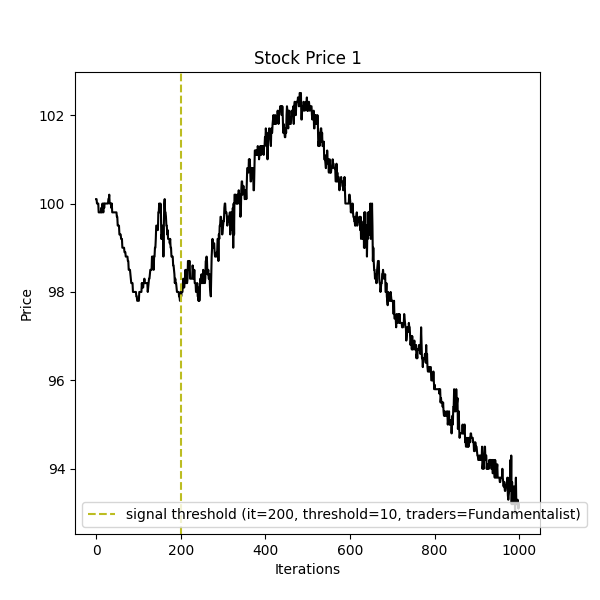 Stock Price 1
102
100
98
96
94
Price
signal threshold (it=200, threshold=10, traders=Fundamentalist)
0 200 400 600 800 1000
Iterations